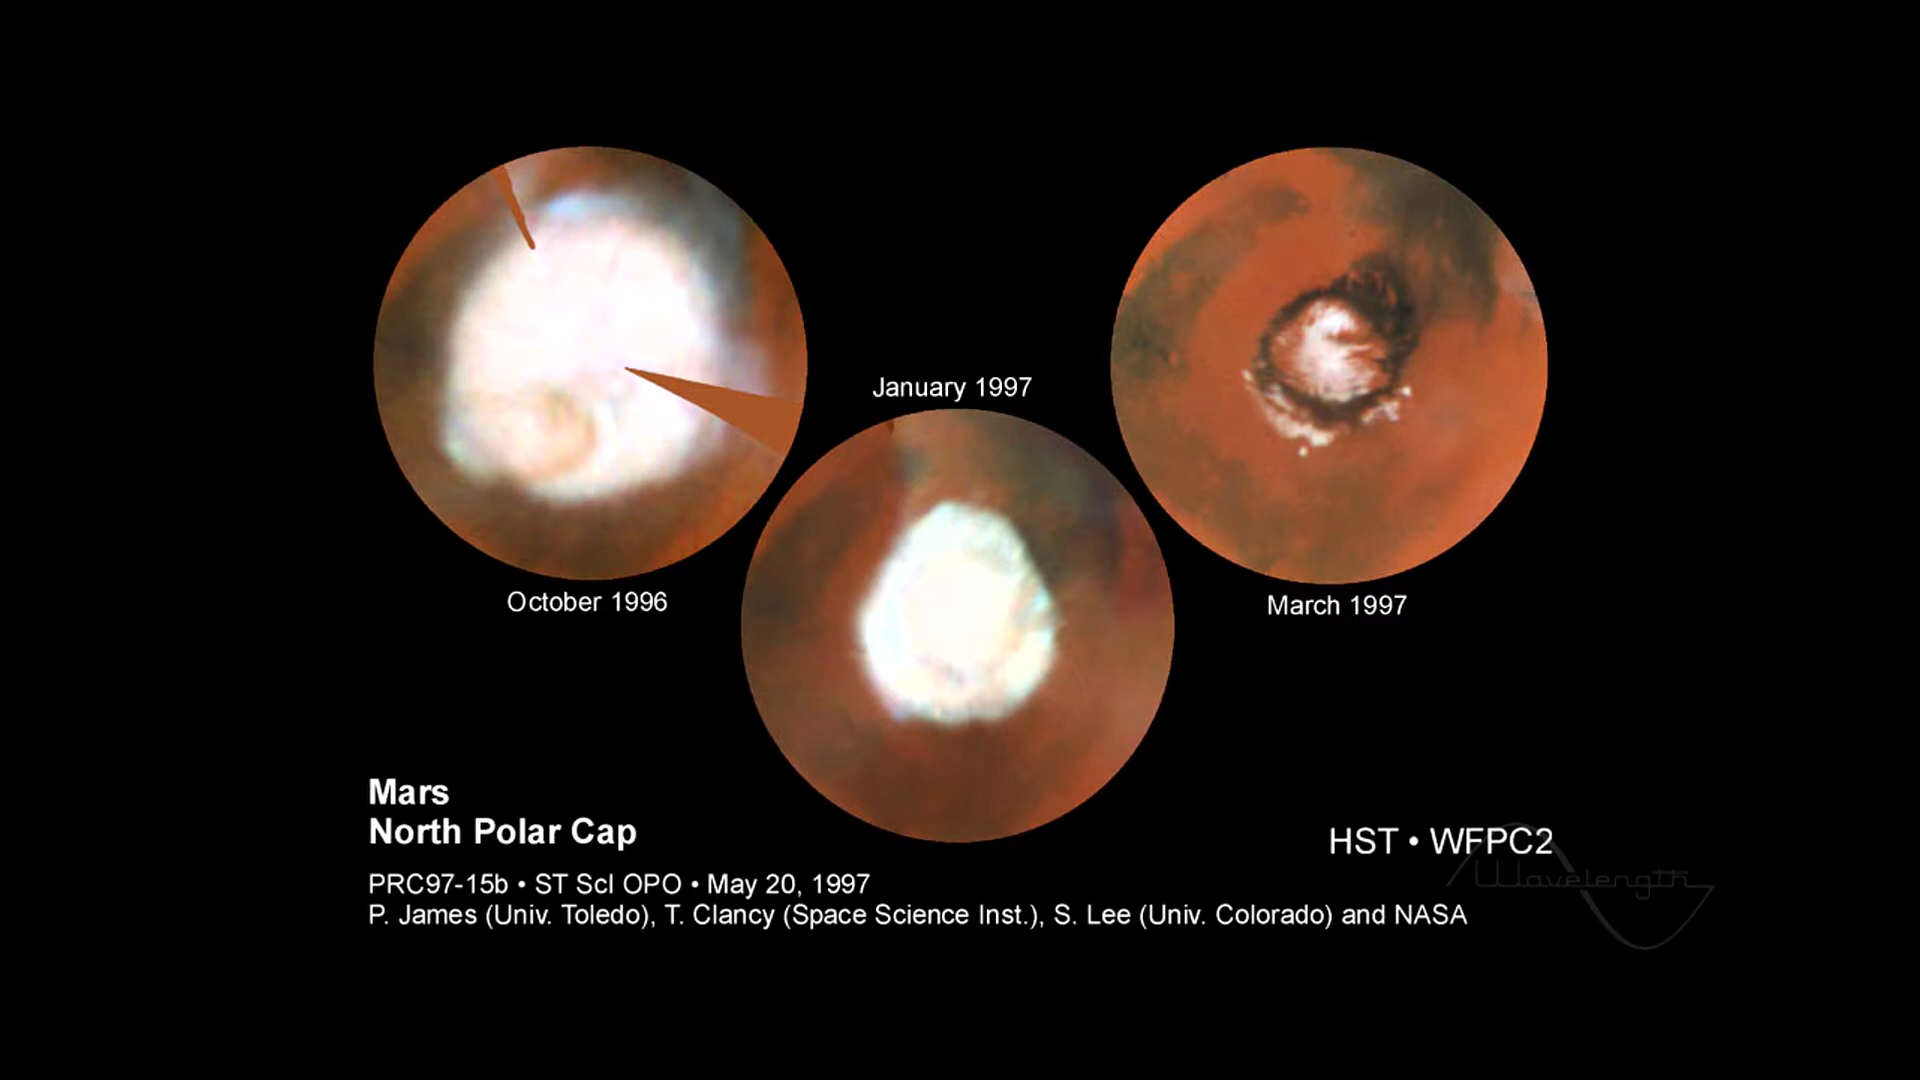 January 1997
October 1996
March 1997
Mars
North Polar Cap
HST • WFPC2
PRC97-15b • ST ScI OPO • May 20, 1997
P. James (Univ. Toledo), T. Clancy (Space Science Inst.), S. Lee (Univ. Colorado) and NASA
Wavelength